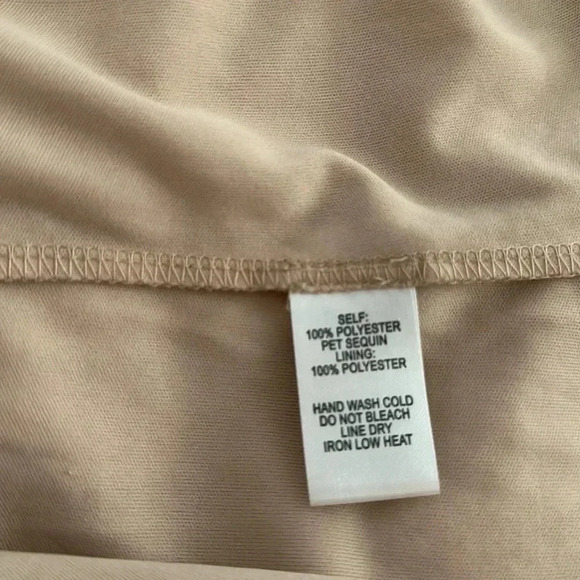 SELF:
100% POLYESTER
PET SEQUIN
LINING:
100% POLYESTER
HAND WASH COLD
DO NOT BLEACH
LINE DRY
IRON LOW HEAT